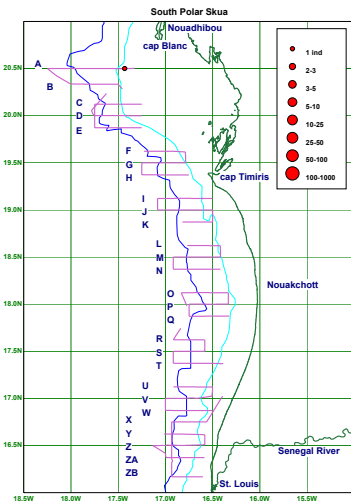 South Polar Skua
Nouadhibou
cap Blanc
1 ind
2-3
3-5
5-10
10-25
25-50
50-100
100-1000
20.5N
A
B
C
20.0N
D
E
F
19.5N
G
H
cap Timiris
I
19.0N
J
K
L
18.5N
M
N
O
Nouakchott
18.0N
P
Q
R
17.5N
S
T
U
17.0N
V
W
X
Y
16.5N
Z
Senegal River
ZA
ZB
St. Louis
18.5W 18.0W 17.5W 17.0W 16.5W 16.0W 15.5W